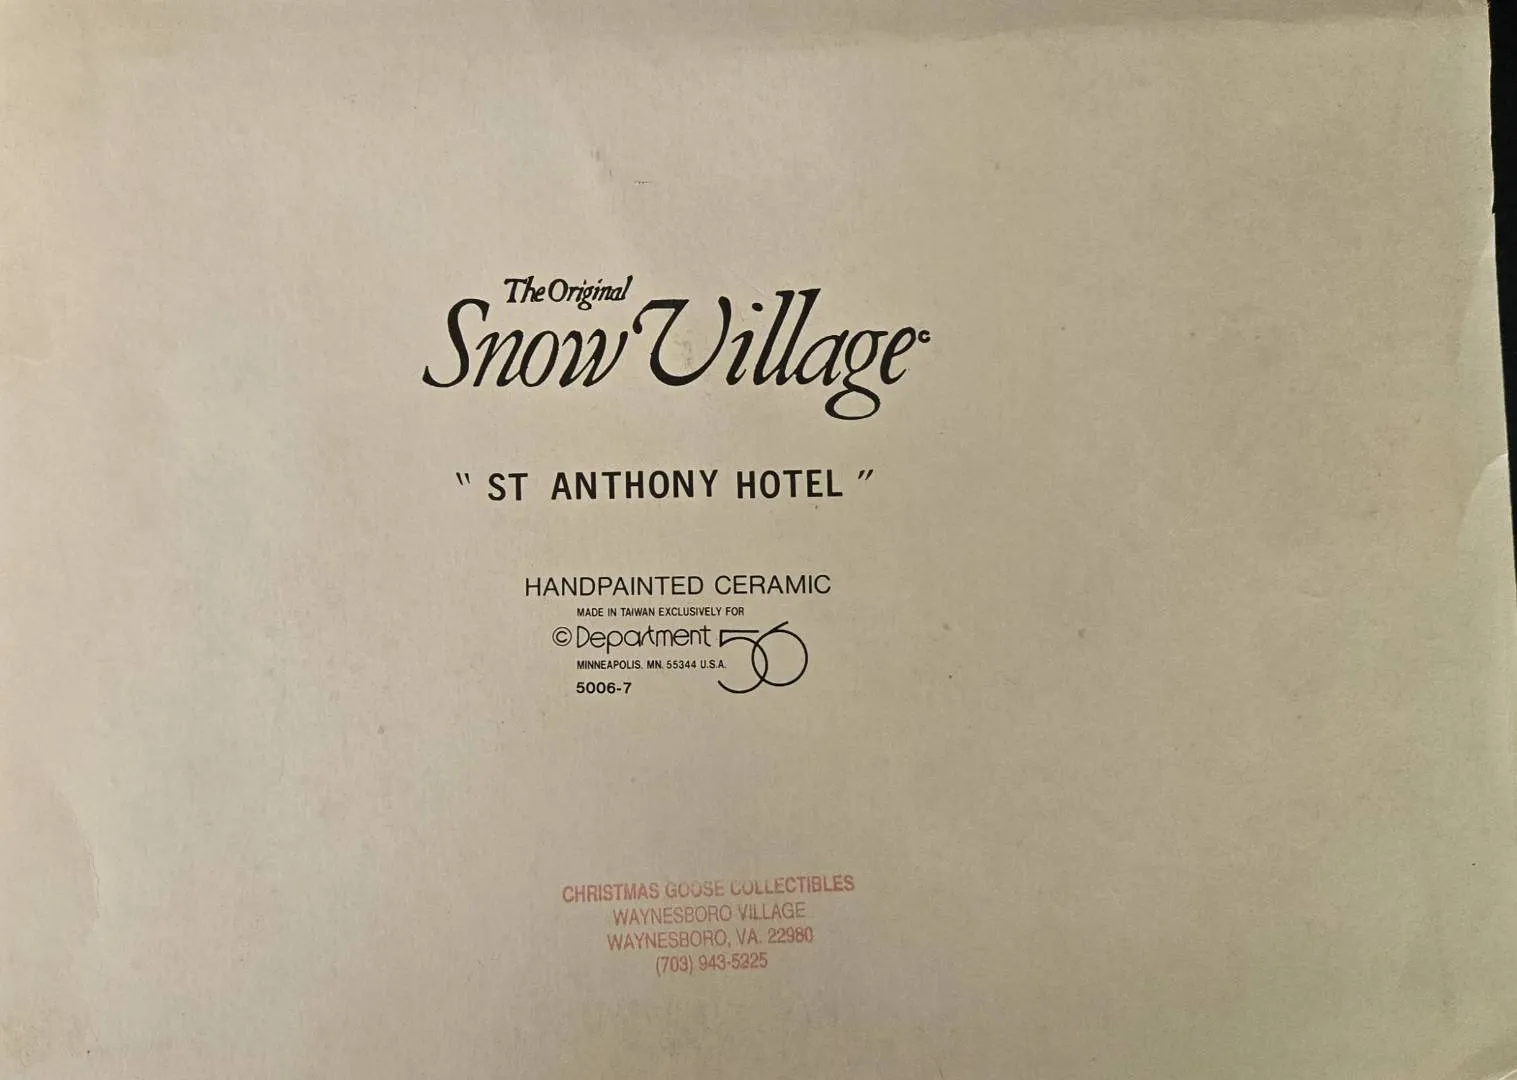 The Original
Snow Village©
" ST ANTHONY HOTEL "
HANDPAINTED CERAMIC
MADE IN TAIWAN EXCLUSIVELY FOR
© Department 56
MINNEAPOLIS. MN. 55344 U.S.A.
5006-7
CHRISTMAS GOOSE COLLECTIBLES
WAYNESBORO VILLAGE
WAYNESBORO, VA. 22980
(703) 943-5225